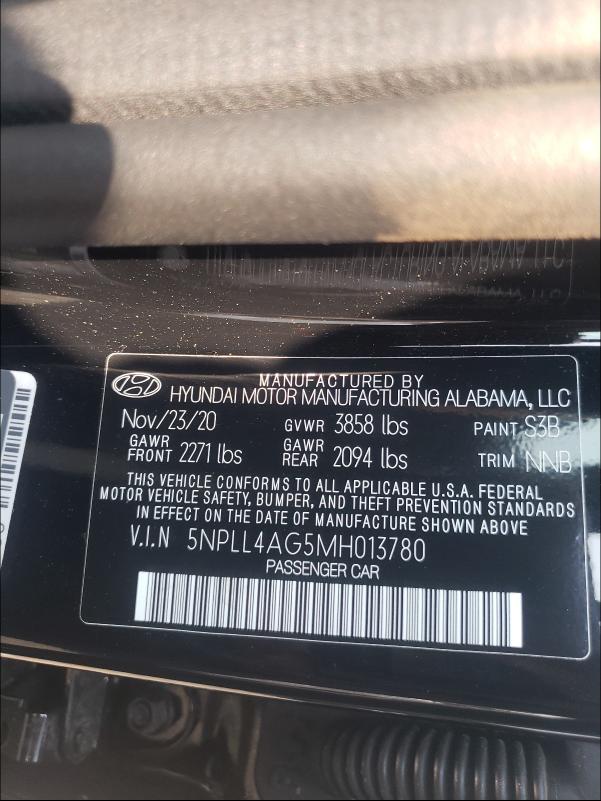 MANUFACTURED BY
HYUNDAI MOTOR MANUFACTURING ALABAMA, LLC
Nov/23/20 GVWR 3858 lbs PAINT S3B
GAWR FRONT 2271 lbs GAWR REAR 2094 lbs TRIM NNB
THIS VEHICLE CONFORMS TO ALL APPLICABLE U.S.A. FEDERAL
MOTOR VEHICLE SAFETY, BUMPER, AND THEFT PREVENTION STANDARDS
IN EFFECT ON THE DATE OF MANUFACTURE SHOWN ABOVE.
V.I.N 5NPLL4AG5MH013780
PASSENGER CAR